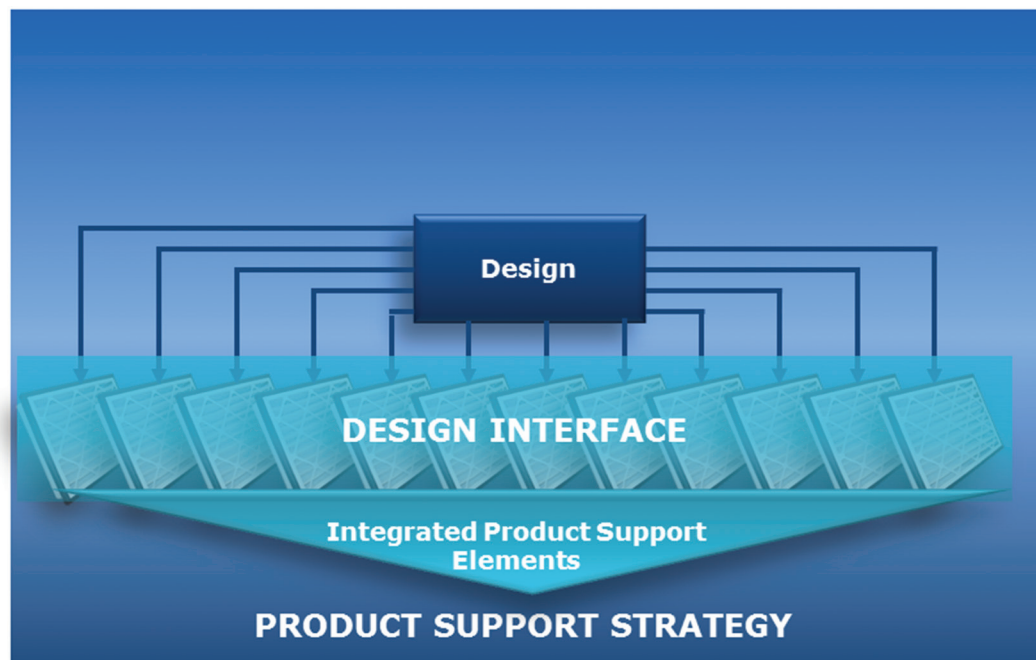 Design
DESIGN INTERFACE
Integrated Product Support
Elements
PRODUCT SUPPORT STRATEGY